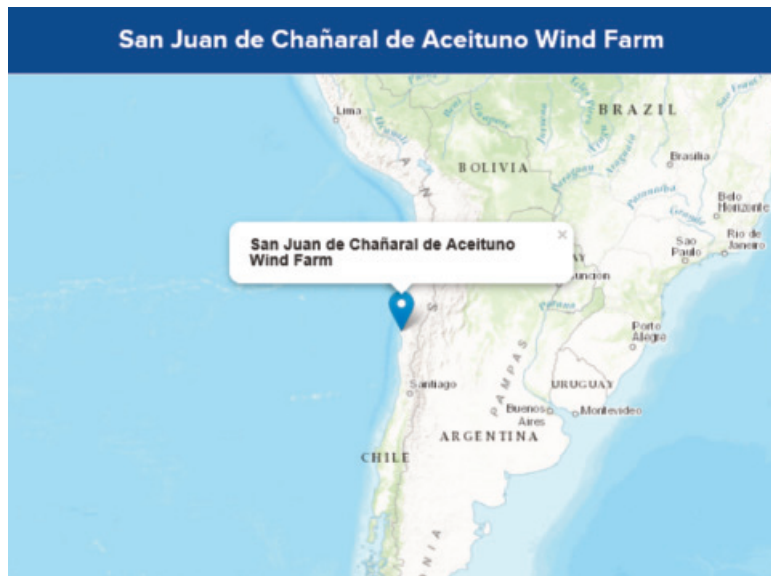 San Juan de Chañaral de Aceituno Wind Farm
Lima
BRAZIL
BOLIVIA
Brasilia
Belo
Horizonte
Rio de
Janeiro
Sao
Paulo
San Juan de Chañaral de Aceituno
Wind Farm
×
Parana
Porto
Alegre
Santiago
PAMPAS
URUGUAY
Buenos
Aires
Montevideo
ARGENTINA
CHILE